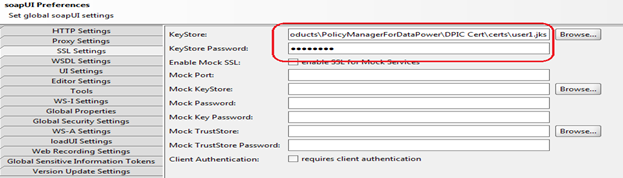 soapUI Preferences
Set global soapUI settings
HTTP Settings
Proxy Settings
SSL Settings
WSDL Settings
UI Settings
Editor Settings
Tools
WS-I Settings
Global Properties
Global Security Settings
WS-A Settings
loadUI Settings
Web Recording Settings
Global Sensitive Information Tokens
Version Update Settings
KeyStore: oducts\PolicyManagerForDataPower\DPIC Cert\certs\user1.jks Browse...
KeyStore Password: ••••••••
Enable Mock SSL: enable SSL for Mock Services
Mock Port:
Mock KeyStore: Browse...
Mock Password:
Mock Key Password:
Mock TrustStore: Browse...
Mock TrustStore Password:
Client Authentication: requires client authentication